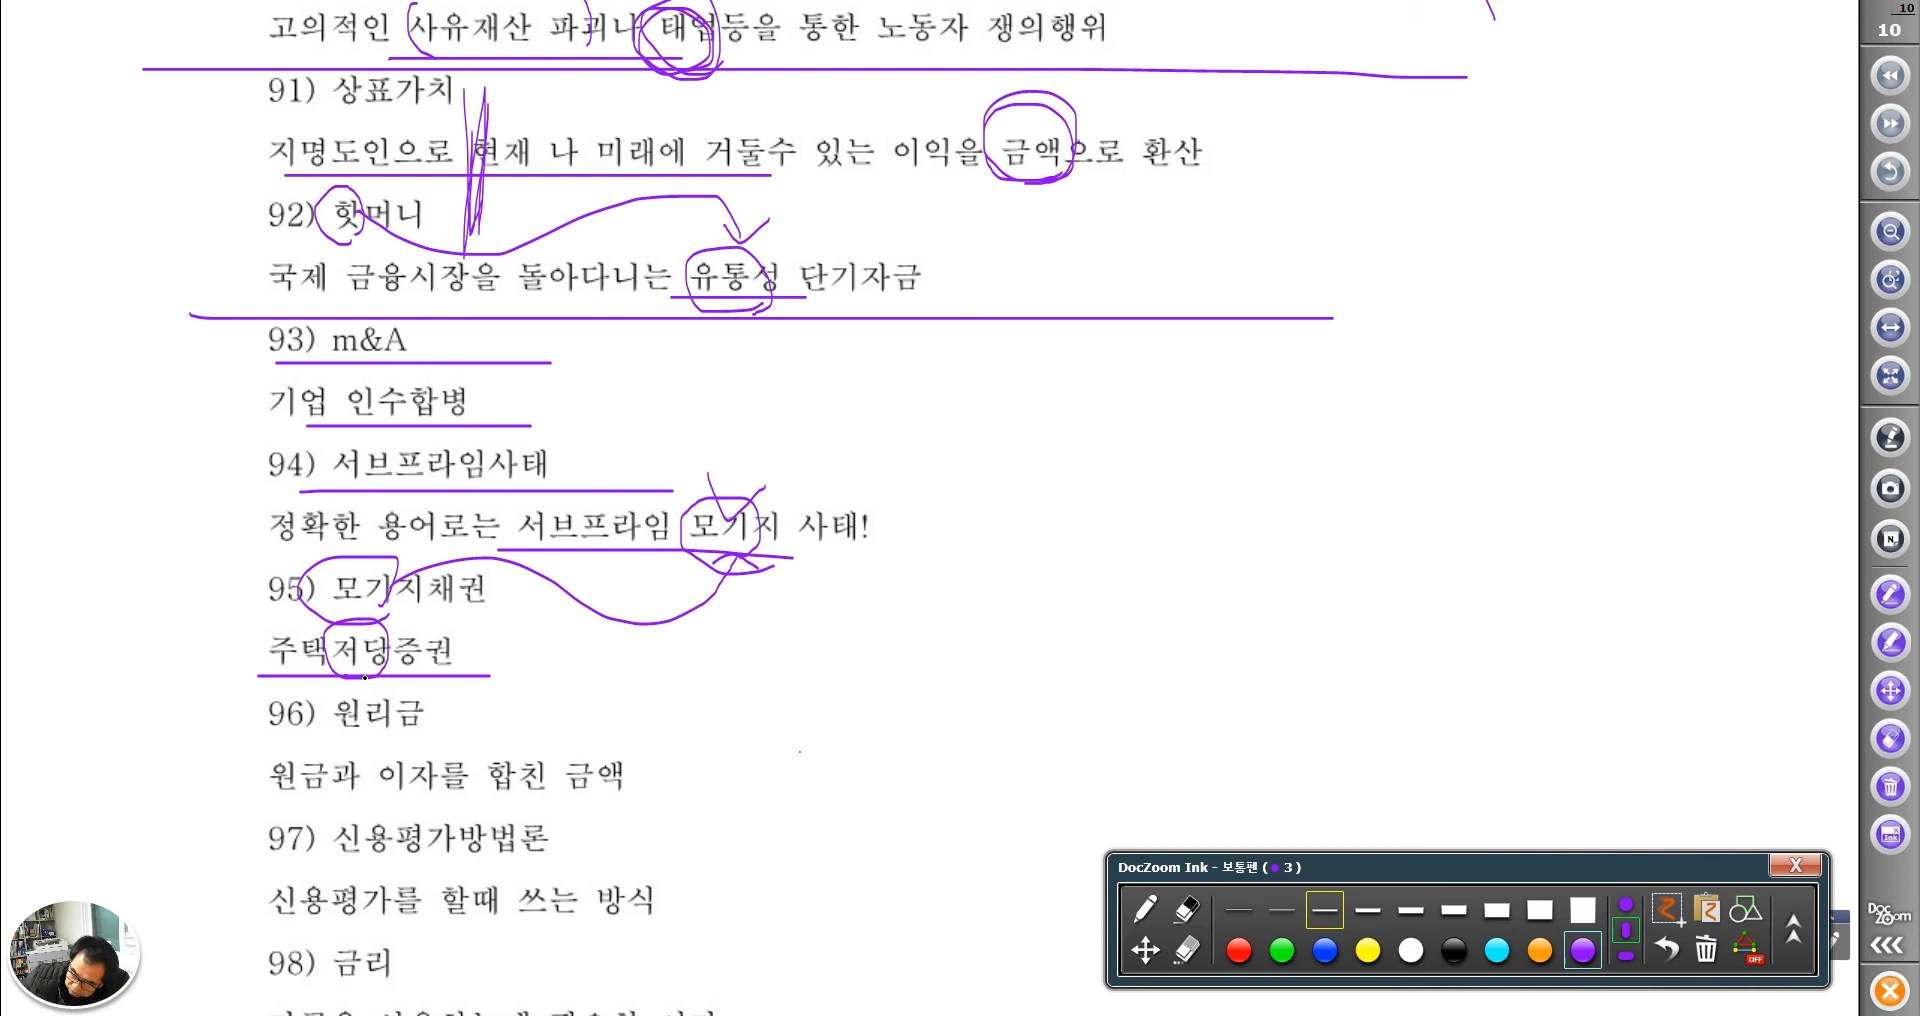 고의적인 사유재산 파괴나 태업등을 통한 노동자 쟁의행위
91) 상표가치
지명도인으로 현재 나 미래에 거둘수 있는 이익을 금액으로 환산
92) 핫머니
국제 금융시장을 돌아다니는 유통성 단기자금
93) m&A
기업 인수합병
94) 서브프라임사태
정확한 용어로는 서브프라임 모기지 사태!
95) 모기지채권
주택저당증권
96) 원리금
원금과 이자를 합친 금액
97) 신용평가방법론
신용평가를 할때 쓰는 방식
98) 금리
10
10
N
Ink
Doc Zoom
DocZoom Ink - 보통펜 ( 3 )
X
OFF